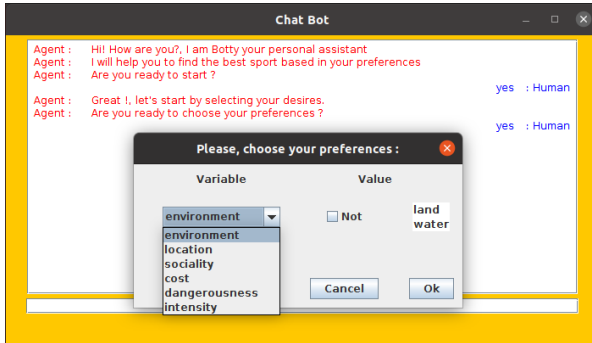 Chat Bot
Agent : Hi! How are you?, I am Botty your personal assistant
Agent : I will help you to find the best sport based in your preferences
Agent : Are you ready to start ?
yes : Human
Agent : Great !, let's start by selecting your desires.
Agent : Are you ready to choose your preferences ?
yes : Human
Please, choose your preferences :
Variable Value
environment Not land
water
environment
location
sociality
cost
dangerousness
intensity
Cancel Ok